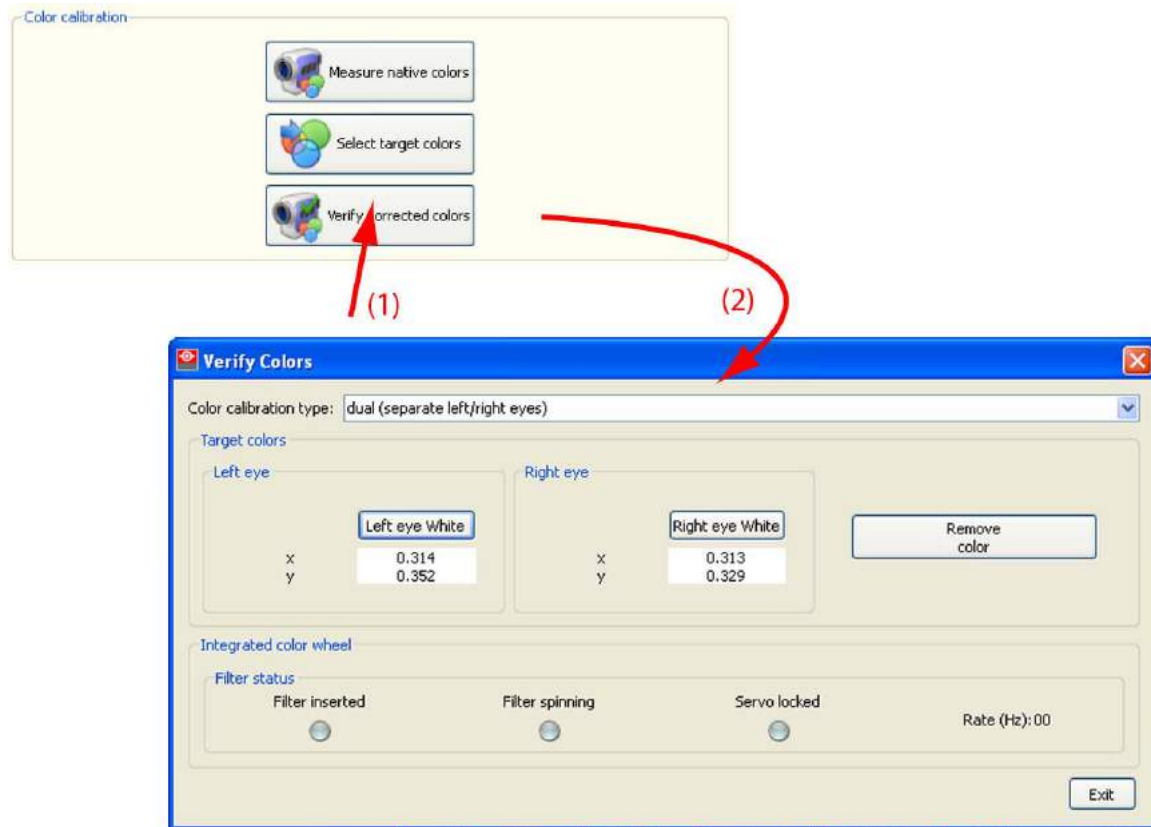 Color calibration
Measure native colors
Select target colors
Verify corrected colors
(1)
(2)
Verify Colors
Color calibration type: dual (separate left/right eyes)
Target colors
Left eye
Right eye
Left eye White
Right eye White
Remove
color
x 0.314 x 0.313
y 0.352 y 0.329
Integrated color wheel
Filter status
Filter inserted Filter spinning Servo locked
Rate (Hz):00
Exit